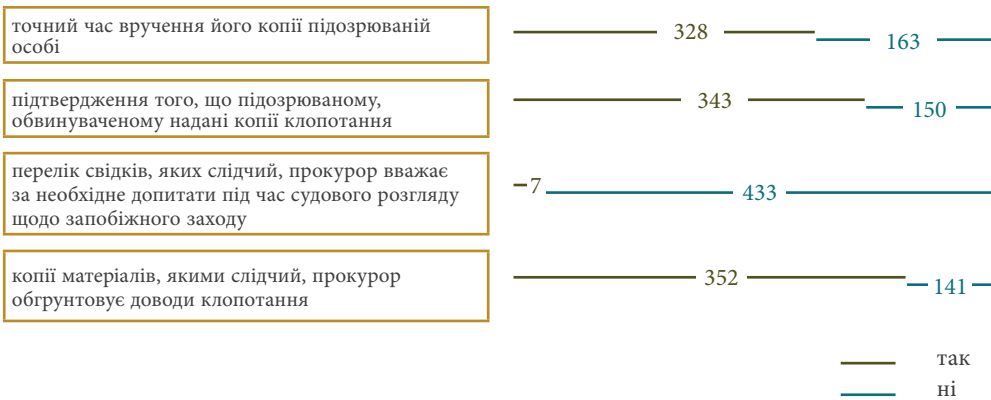 точний час вручення його копії підозрюваній
особі
328
163
підтвердження того, що підозрюваному,
обвинуваченому надані копії клопотання
343
150
перелік свідків, яких слідчий, прокурор вважає
за необхідне допитати під час судового розгляду
щодо запобіжного заходу
7
433
копії матеріалів, якими слідчий, прокурор
обгрунтовує доводи клопотання
352
141
так
ні